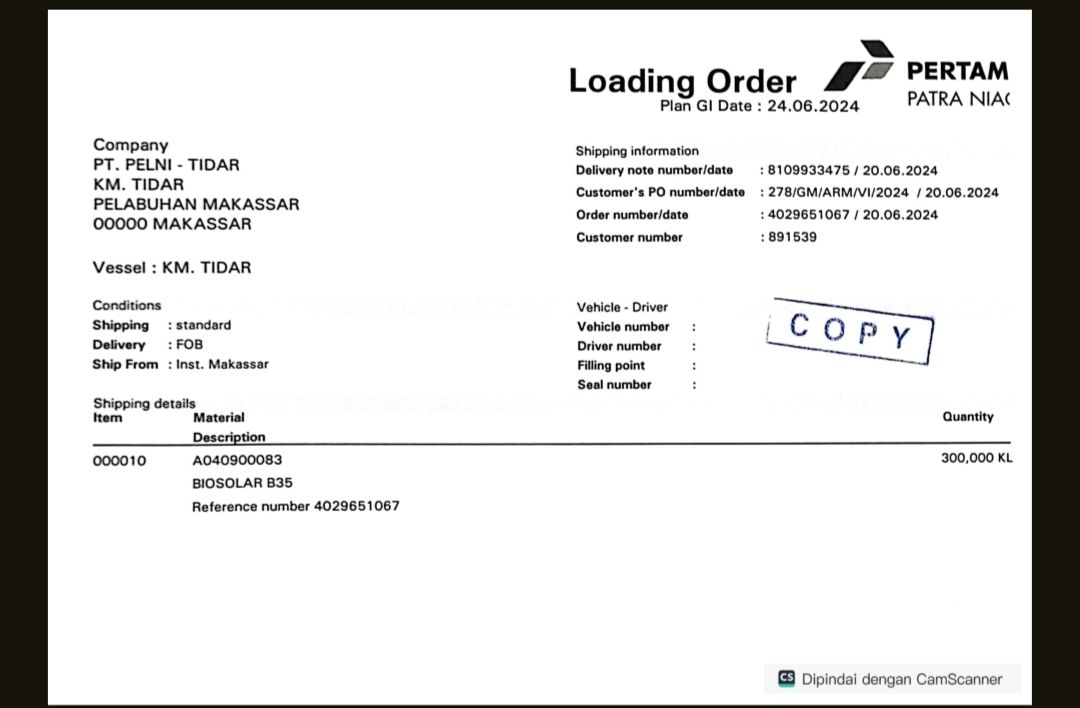 Loading Order
Plan GI Date : 24.06.2024
PERTAM
PATRA NIA
Company
PT. PELNI - TIDAR
KM. TIDAR
PELABUHAN MAKASSAR
00000 MAKASSAR
Vessel : KM. TIDAR
Shipping information
Delivery note number/date : 8109933475 / 20.06.2024
Customer's PO number/date : 278/GM/ARM/VI/2024 / 20.06.2024
Order number/date : 4029651067 / 20.06.2024
Customer number : 891539
Conditions
Shipping : standard
Delivery : FOB
Ship From : Inst. Makassar
Vehicle - Driver
Vehicle number :
Driver number :
Filling point :
Seal number :
COPY
Shipping details
Item Material Quantity
Description
000010 A040900083 300,000 KL
BIOSOLAR B35
Reference number 4029651067
CS Dipindai dengan CamScanner